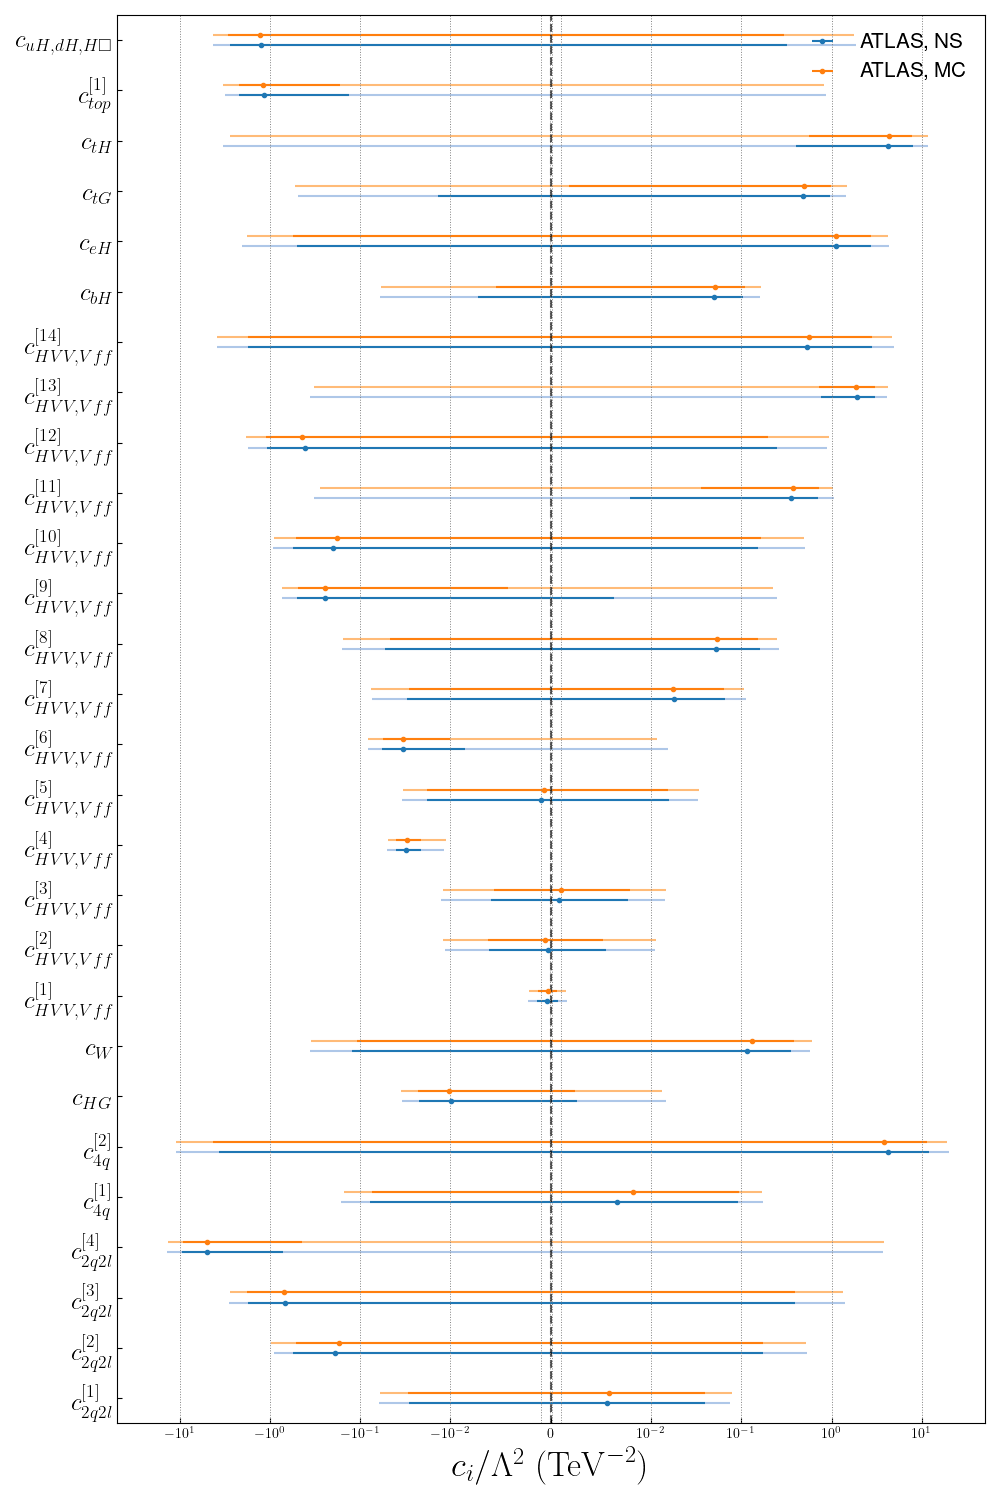 c_{uH,dH,H□}
ATLAS, NS
ATLAS, MC
c_{top}^{[1]}
c_{tH}
c_{tG}
c_{eH}
c_{bH}
c_{HVV,Vff}^{[14]}
c_{HVV,Vff}^{[13]}
c_{HVV,Vff}^{[12]}
c_{HVV,Vff}^{[11]}
c_{HVV,Vff}^{[10]}
c_{HVV,Vff}^{[9]}
c_{HVV,Vff}^{[8]}
c_{HVV,Vff}^{[7]}
c_{HVV,Vff}^{[6]}
c_{HVV,Vff}^{[5]}
c_{HVV,Vff}^{[4]}
c_{HVV,Vff}^{[3]}
c_{HVV,Vff}^{[2]}
c_{HVV,Vff}^{[1]}
c_W
c_{HG}
c_{4q}^{[2]}
c_{4q}^{[1]}
c_{2q2l}^{[4]}
c_{2q2l}^{[3]}
c_{2q2l}^{[2]}
c_{2q2l}^{[1]}
−10^1 −10^0 −10^{−1} −10^{−2} 0 10^{−2} 10^{−1} 10^0 10^1
c_i/Λ^2 (TeV^{−2})